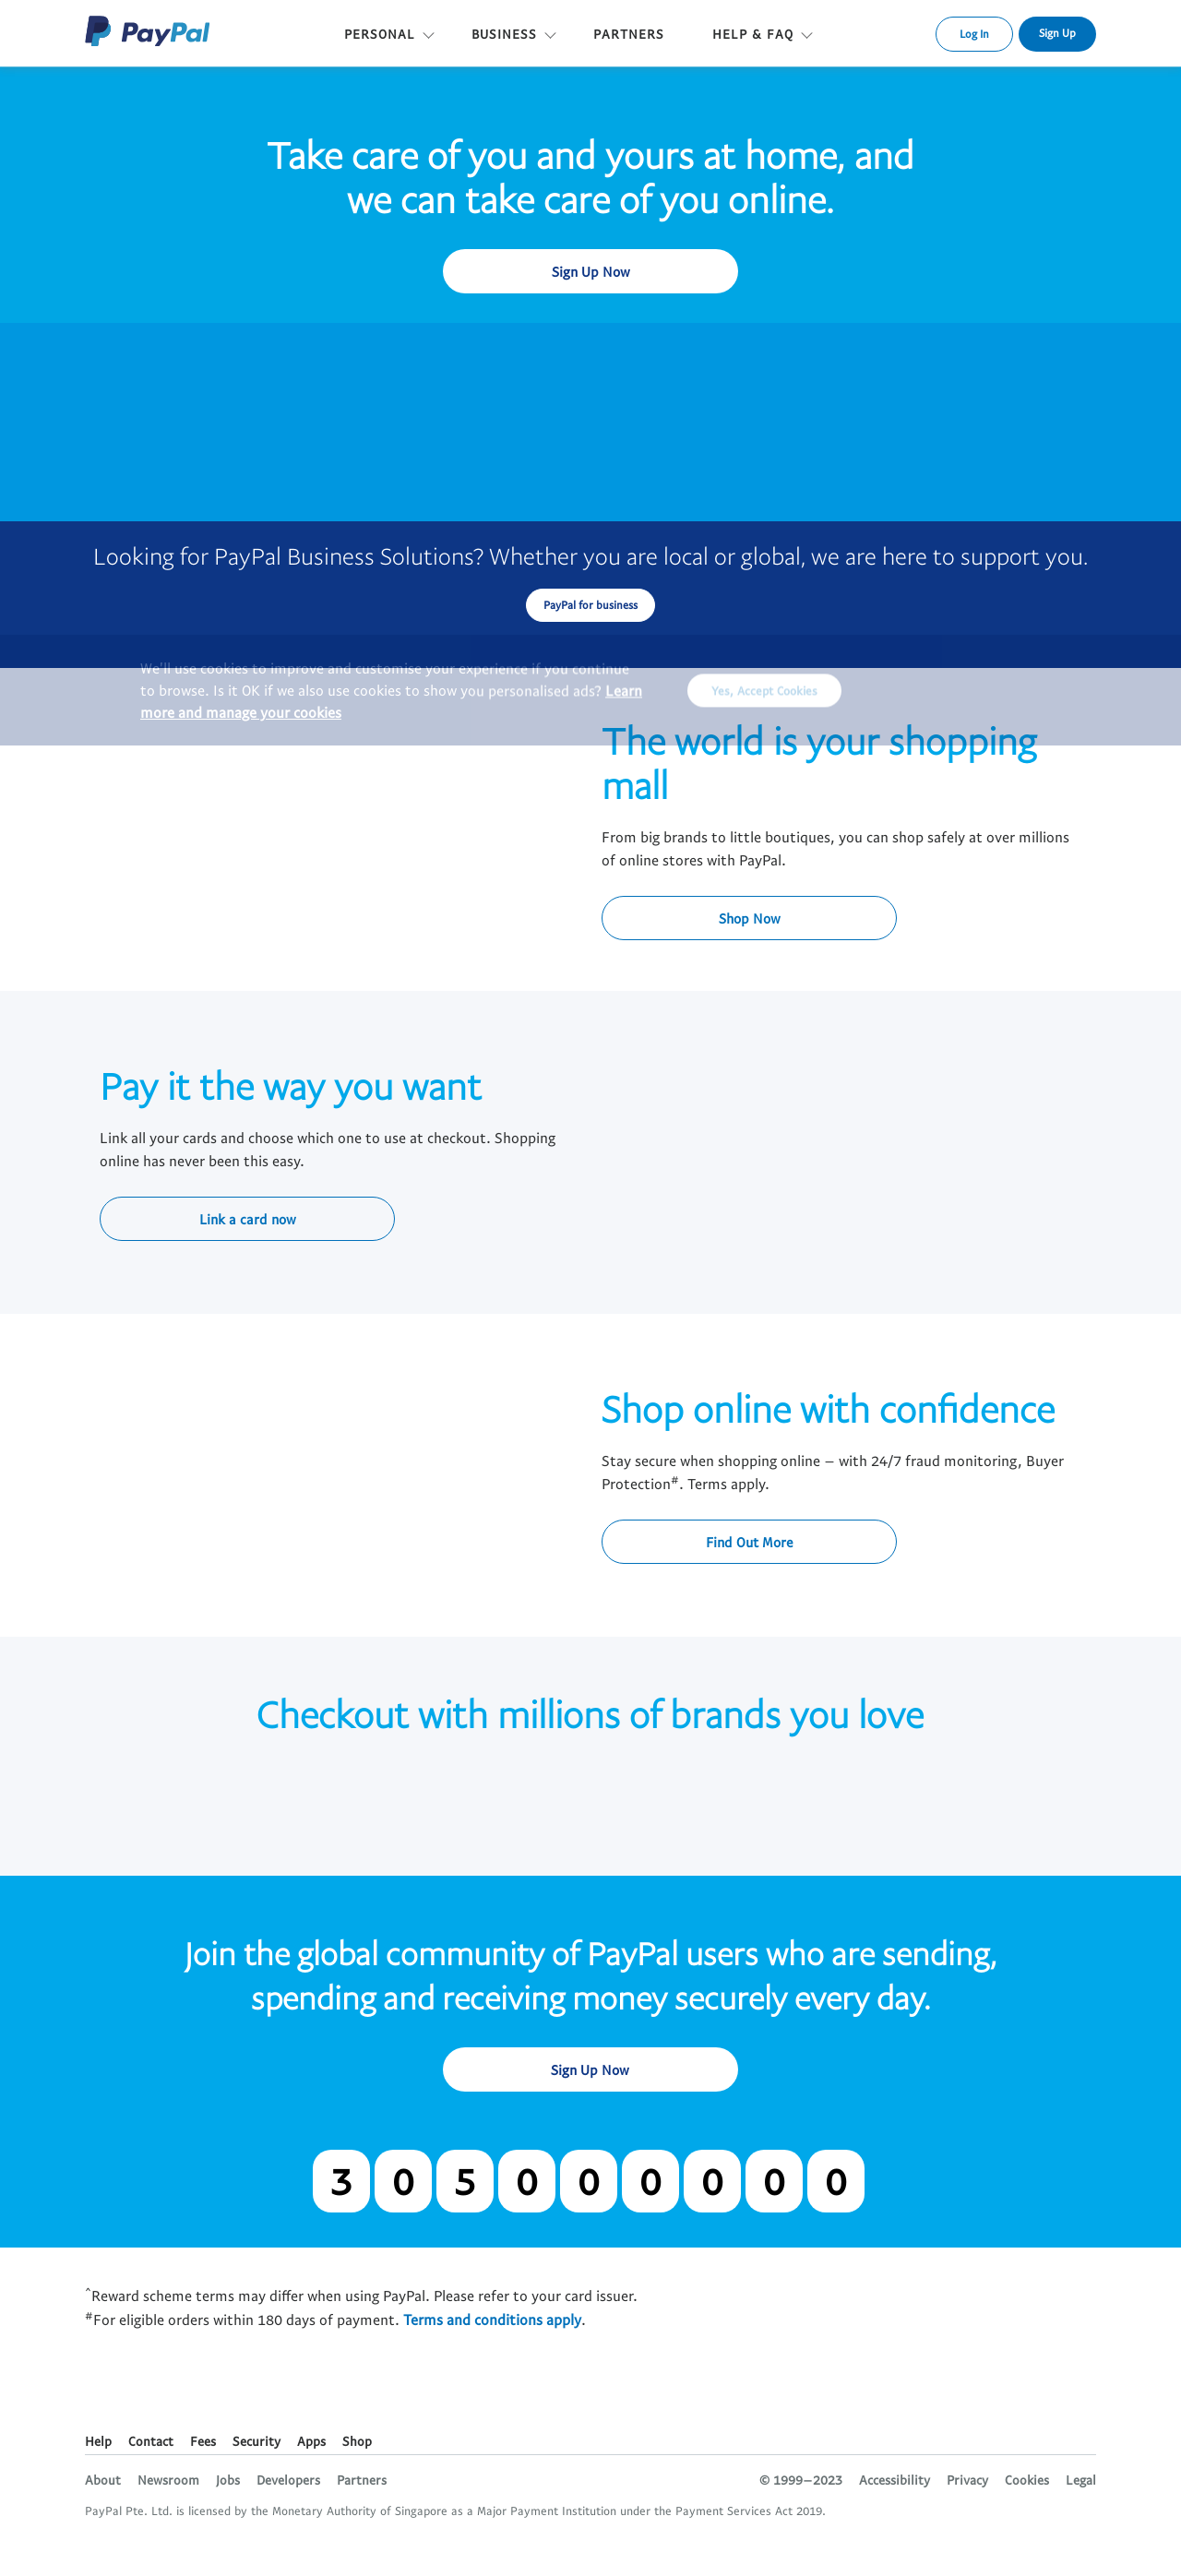 PayPal
PERSONAL
BUSINESS
PARTNERS
HELP & FAQ
Log In
Sign Up
Take care of you and yours at home, and
we can take care of you online.
Sign Up Now
Looking for PayPal Business Solutions? Whether you are local or global, we are here to support you.
PayPal for business
We'll use cookies to improve and customise your experience if you continue
to browse. Is it OK if we also use cookies to show you personalised ads? Learn
more and manage your cookies
Yes, Accept Cookies
The world is your shopping
mall
From big brands to little boutiques, you can shop safely at over millions
of online stores with PayPal.
Shop Now
Pay it the way you want
Link all your cards and choose which one to use at checkout. Shopping
online has never been this easy.
Link a card now
Shop online with confidence
Stay secure when shopping online – with 24/7 fraud monitoring, Buyer
Protection#. Terms apply.
Find Out More
Checkout with millions of brands you love
Join the global community of PayPal users who are sending,
spending and receiving money securely every day.
Sign Up Now
3 0 5 0 0 0 0 0 0
^Reward scheme terms may differ when using PayPal. Please refer to your card issuer.
#For eligible orders within 180 days of payment. Terms and conditions apply.
Help Contact Fees Security Apps Shop
About Newsroom Jobs Developers Partners
© 1999–2023 Accessibility Privacy Cookies Legal
PayPal Pte. Ltd. is licensed by the Monetary Authority of Singapore as a Major Payment Institution under the Payment Services Act 2019.